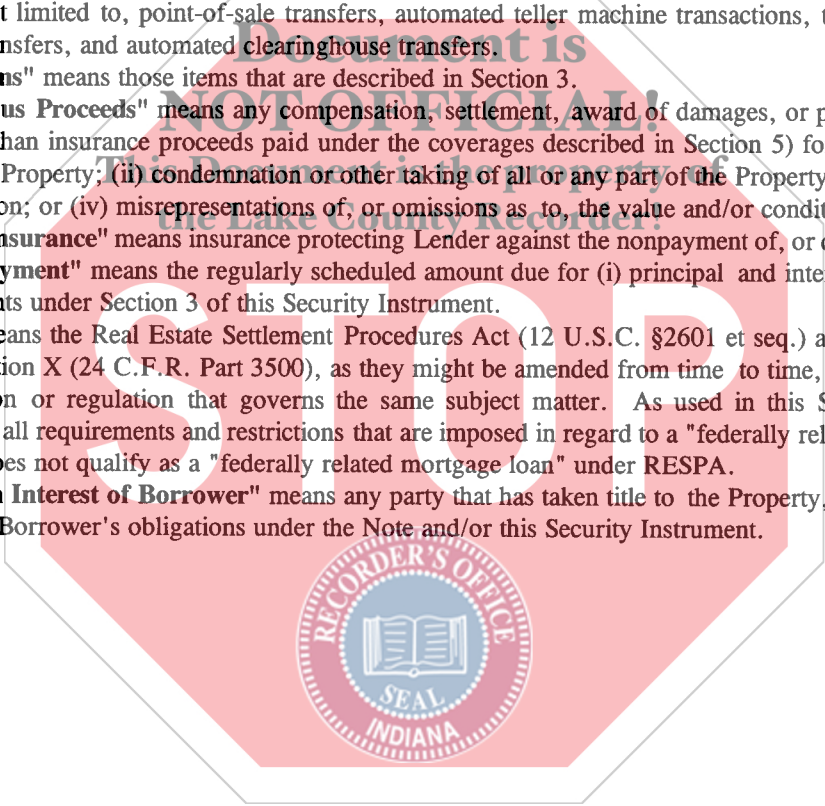 t limited to, point-of-sale transfers, automated teller machine transactions, t
nsfers, and automated clearinghouse transfers.
ns" means those items that are described in Section 3.
us Proceeds" means any compensation, settlement, award of damages, or p
han insurance proceeds paid under the coverages described in Section 5) fo
Property; (ii) condemnation or other taking of all or any part of the Property
on; or (iv) misrepresentations of, or omissions as to, the value and/or condit
nsurance" means insurance protecting Lender against the nonpayment of, or
yment" means the regularly scheduled amount due for (i) principal and inte
ts under Section 3 of this Security Instrument.
eans the Real Estate Settlement Procedures Act (12 U.S.C. §2601 et seq.) a
ion X (24 C.F.R. Part 3500), as they might be amended from time to time,
n or regulation that governs the same subject matter. As used in this S
all requirements and restrictions that are imposed in regard to a "federally rel
oes not qualify as a "federally related mortgage loan" under RESPA.
Interest of Borrower" means any party that has taken title to the Property,
Borrower's obligations under the Note and/or this Security Instrument.
Document is
NOT OFFICIAL!
This Document is the property of
the Lake County Recorder!
STOP
RECORDER'S OFFICE
SEAL
INDIANA